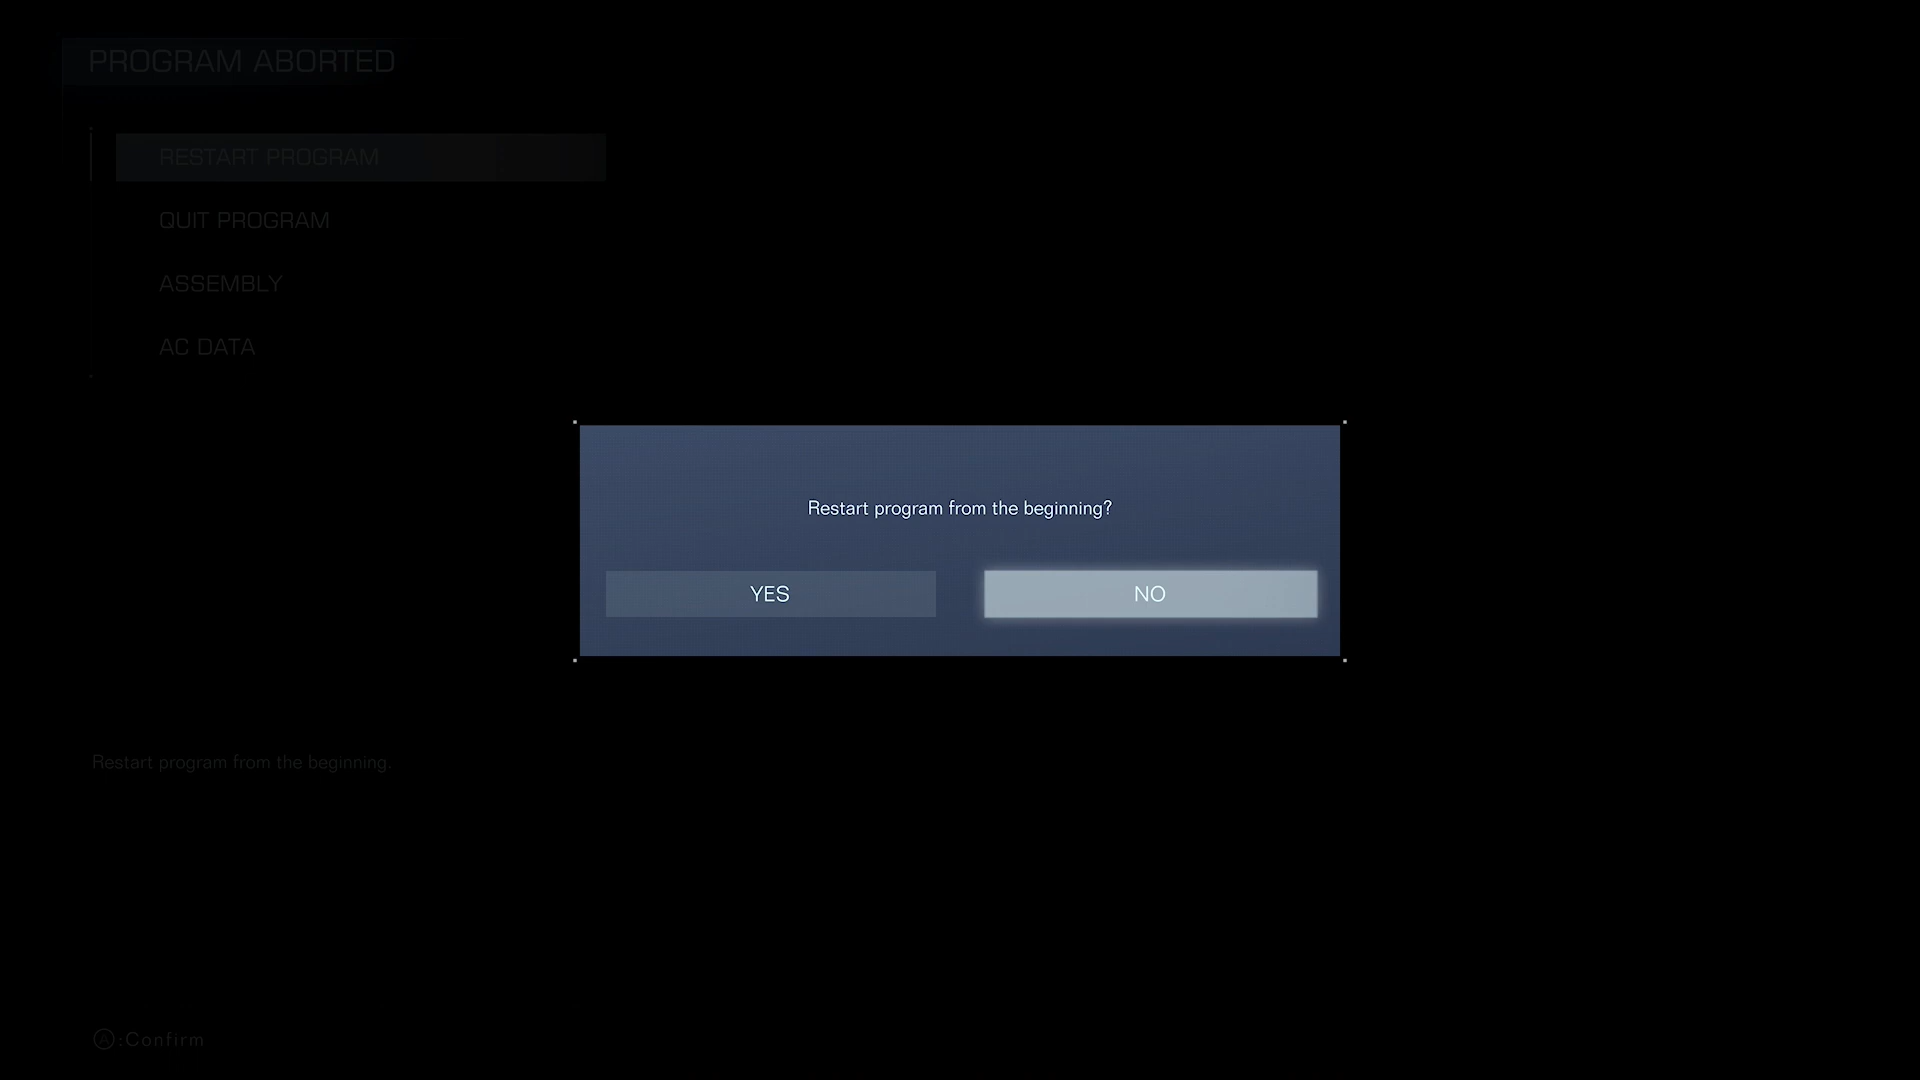 PROGRAM ABORTED
RESTART PROGRAM
QUIT PROGRAM
ASSEMBLY
AC DATA
Restart program from the beginning?
YES
NO
Restart program from the beginning.
Ⓐ:Confirm